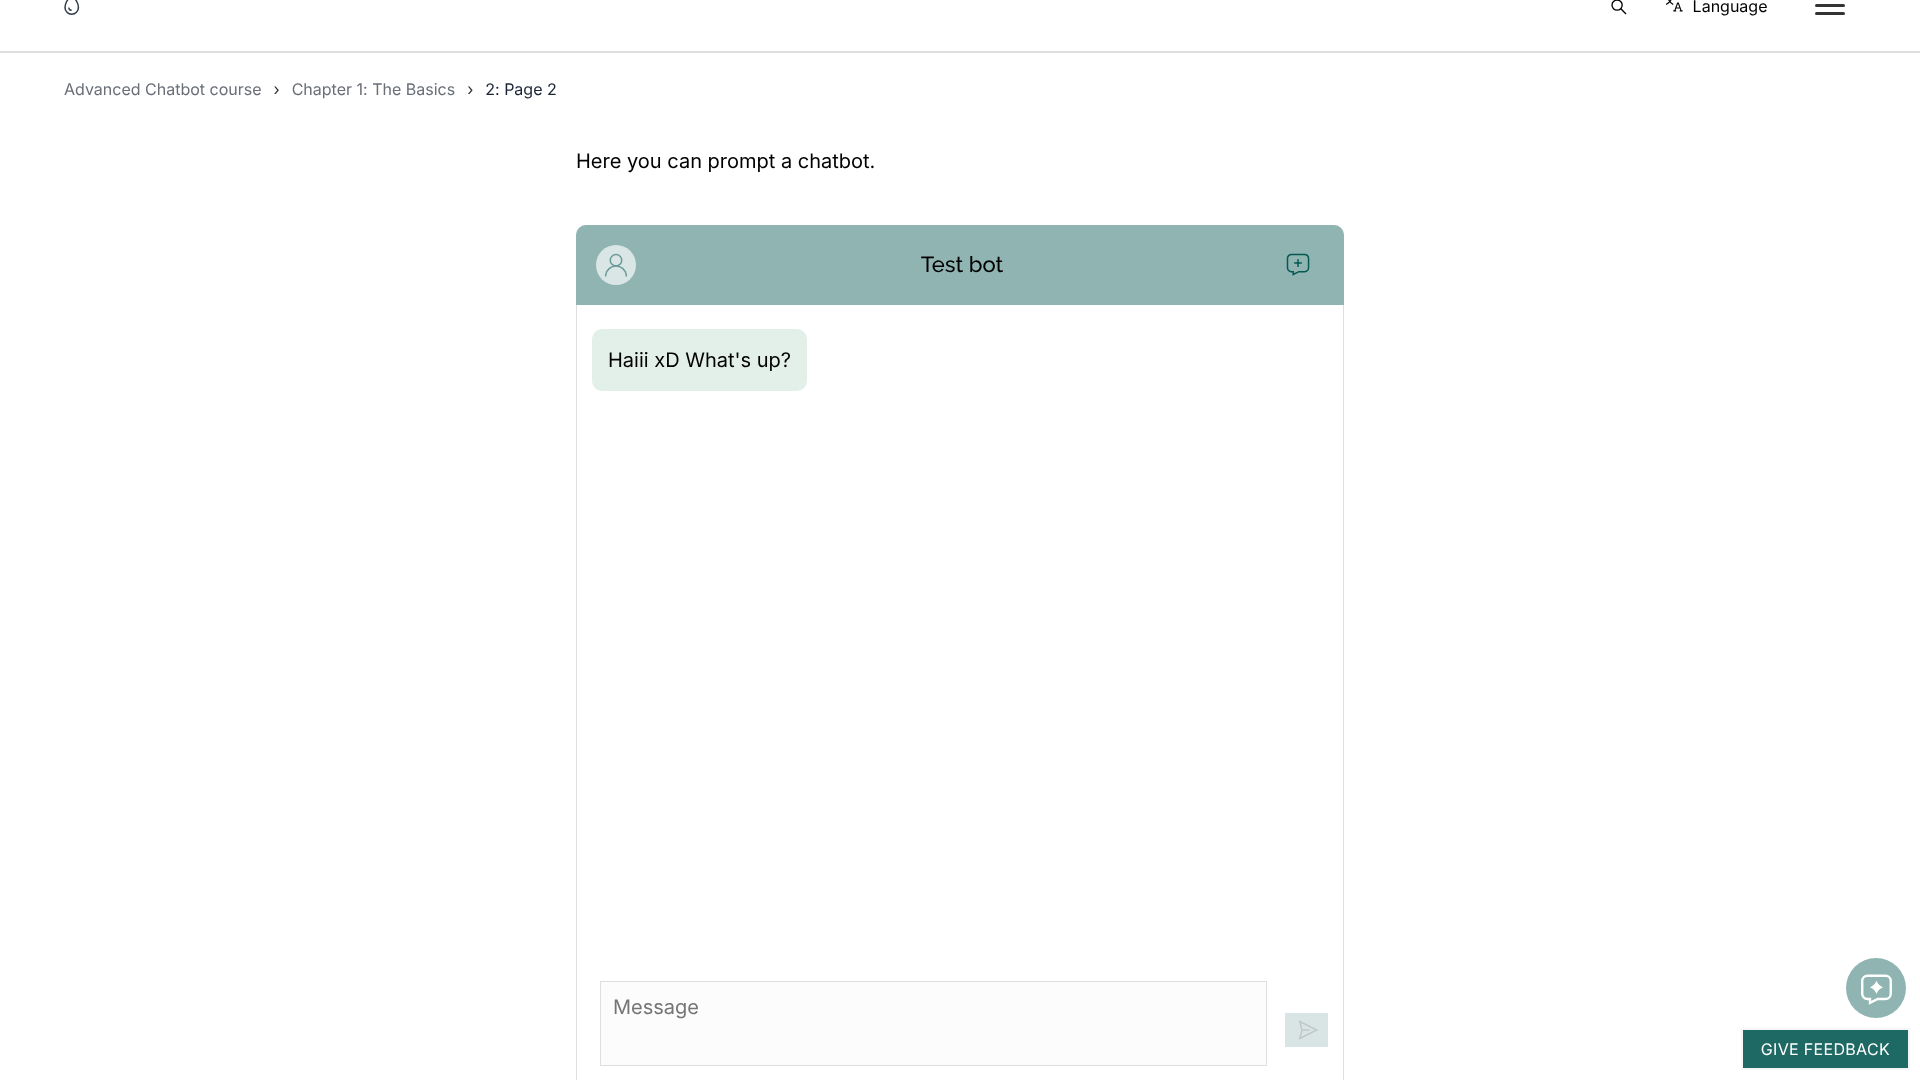 Language
Advanced Chatbot course › Chapter 1: The Basics › 2: Page 2
Here you can prompt a chatbot.
Test bot
Haiii xD What's up?
Message
GIVE FEEDBACK